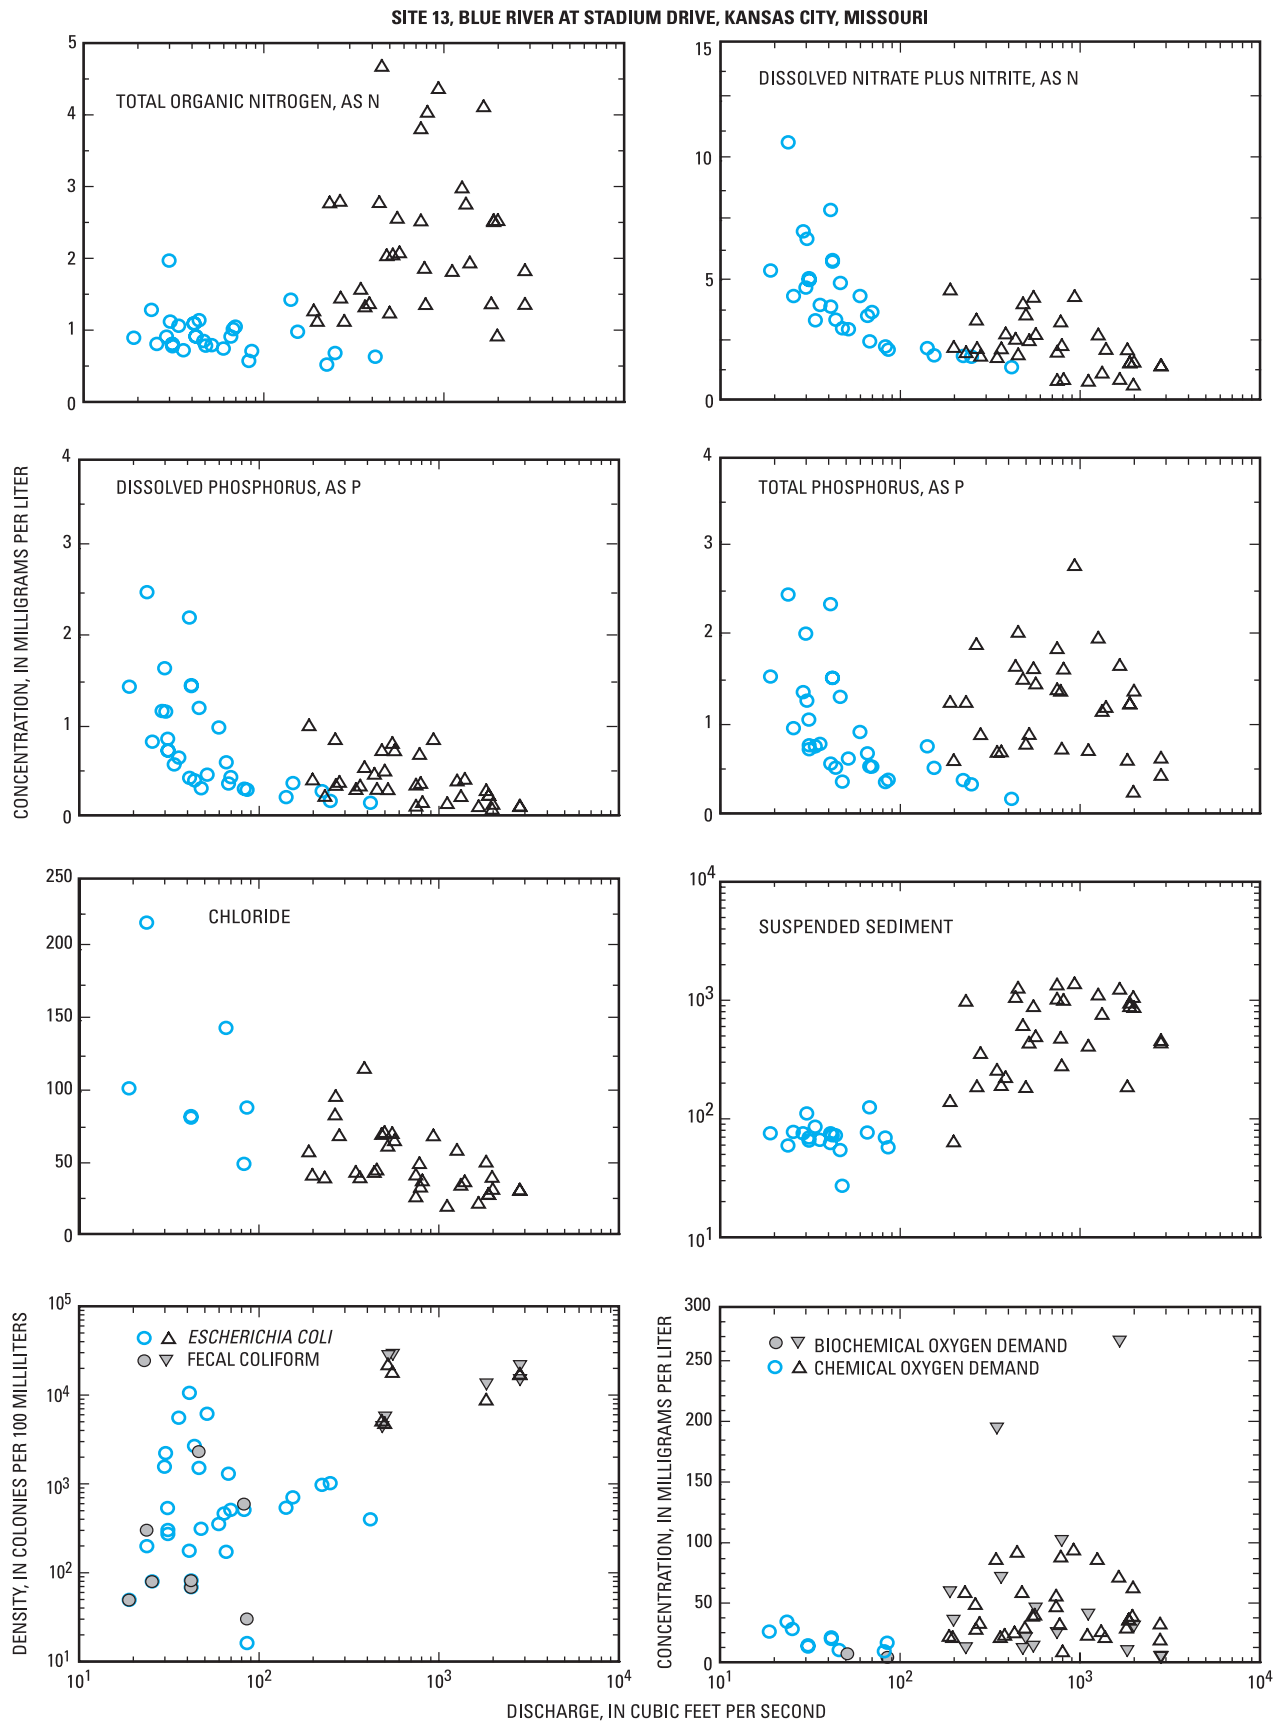 SITE 13, BLUE RIVER AT STADIUM DRIVE, KANSAS CITY, MISSOURI
TOTAL ORGANIC NITROGEN, AS N
5
4
3
2
1
0
DISSOLVED NITRATE PLUS NITRITE, AS N
15
10
5
0
CONCENTRATION, IN MILLIGRAMS PER LITER
DISSOLVED PHOSPHORUS, AS P
4
3
2
1
0
TOTAL PHOSPHORUS, AS P
4
3
2
1
0
CHLORIDE
250
200
150
100
50
0
SUSPENDED SEDIMENT
10⁴
10³
10²
10¹
DENSITY, IN COLONIES PER 100 MILLILITERS
ESCHERICHIA COLI
FECAL COLIFORM
10⁵
10⁴
10³
10²
10¹
10¹ 10² 10³ 10⁴
CONCENTRATION, IN MILLIGRAMS PER LITER
BIOCHEMICAL OXYGEN DEMAND
CHEMICAL OXYGEN DEMAND
300
250
200
150
100
50
0
10¹ 10² 10³ 10⁴
DISCHARGE, IN CUBIC FEET PER SECOND